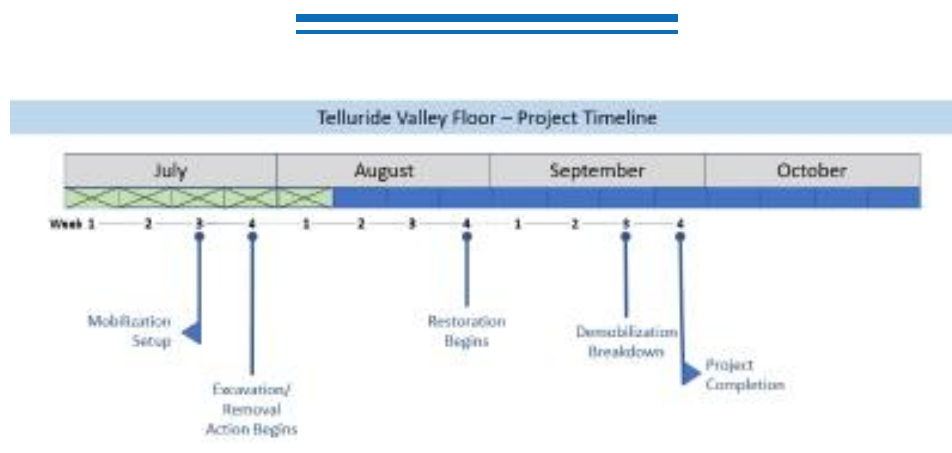 Telluride Valley Floor – Project Timeline
July August September October
Week 1 2 3 4 1 2 3 4 1 2 3 4
Mobilization
Setup
Excavation/
Removal
Action Begins
Restoration
Begins
Demobilization
Breakdown
Project
Completion